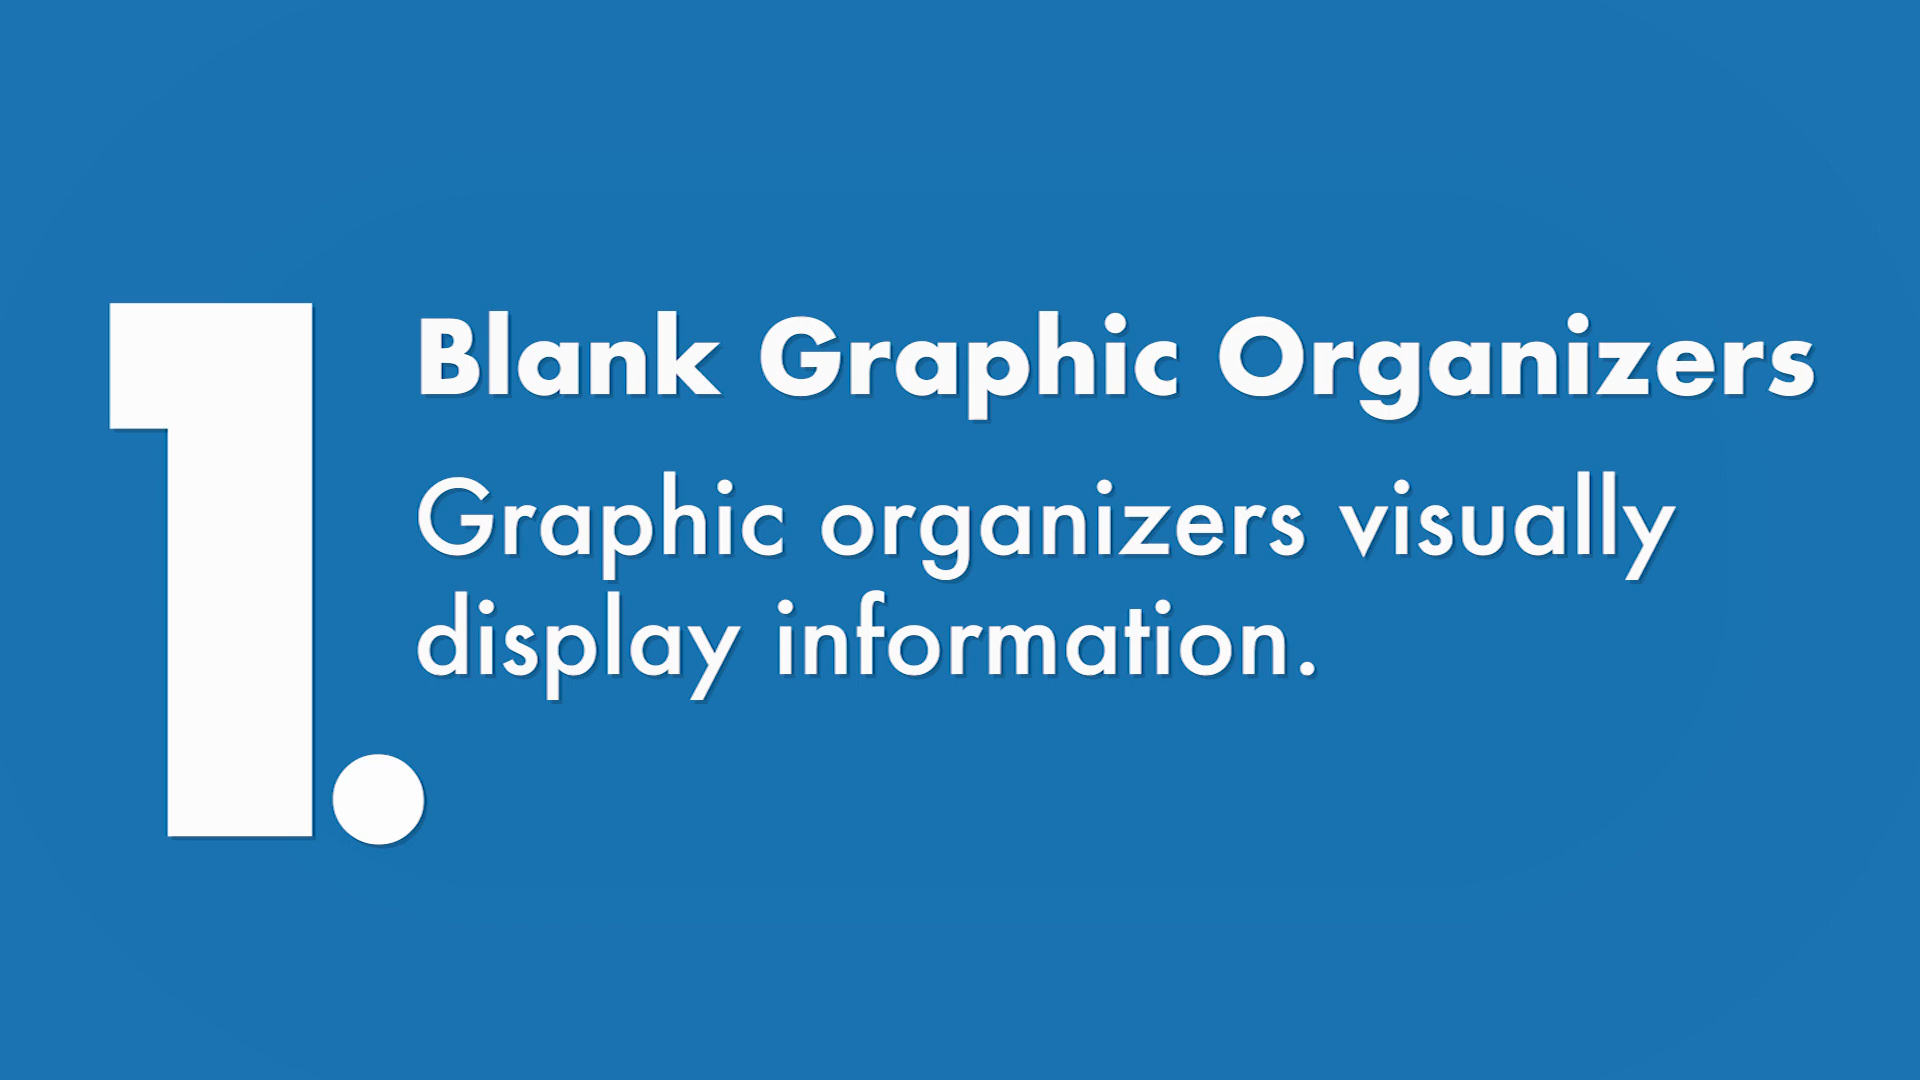 1.
Blank Graphic Organizers
Graphic organizers visually
display information.